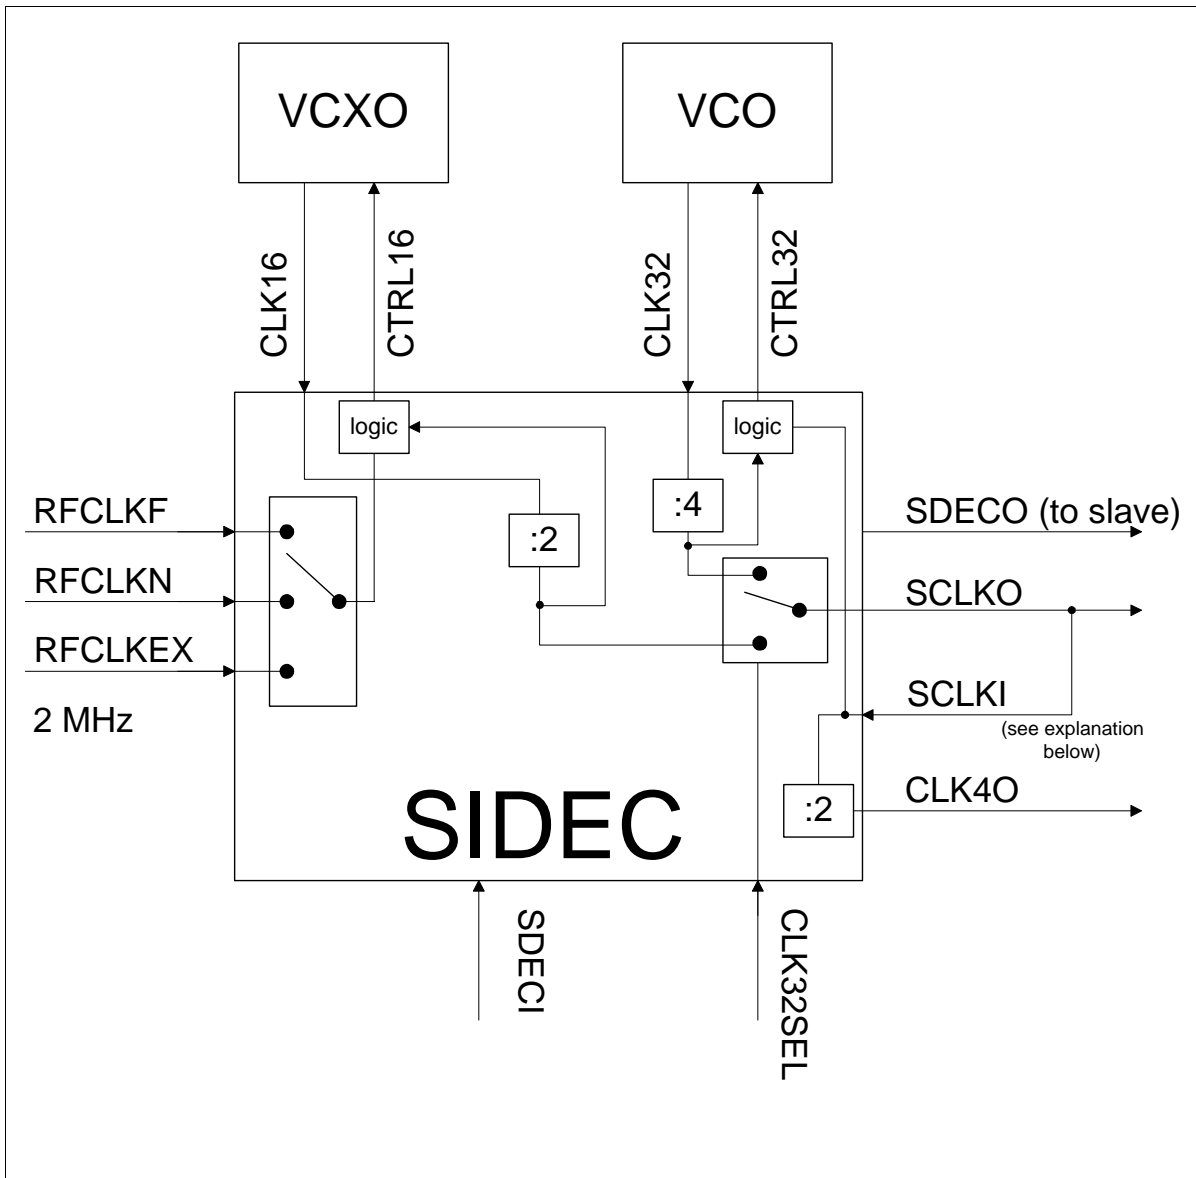 VCXO
VCO
CLK16
CTRL16
CLK32
CTRL32
logic
logic
RFCLKF
:2
:4
SDECO (to slave)
RFCLKN
SCLKO
RFCLKEX
SCLKI
2 MHz
(see explanation
below)
:2
CLK4O
SIDEC
SDECI
CLK32SEL